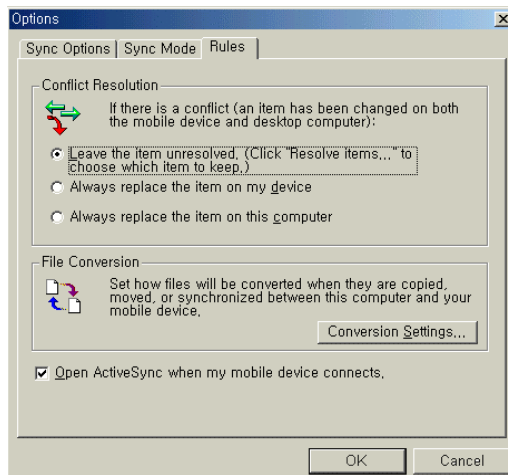 Options
Sync Options Sync Mode Rules
Conflict Resolution
If there is a conflict (an item has been changed on both
the mobile device and desktop computer):
Leave the item unresolved. (Click "Resolve items..." to
choose which item to keep.)
Always replace the item on my device
Always replace the item on this computer
File Conversion
Set how files will be converted when they are copied,
moved, or synchronized between this computer and your
mobile device.
Conversion Settings...
Open ActiveSync when my mobile device connects.
OK Cancel